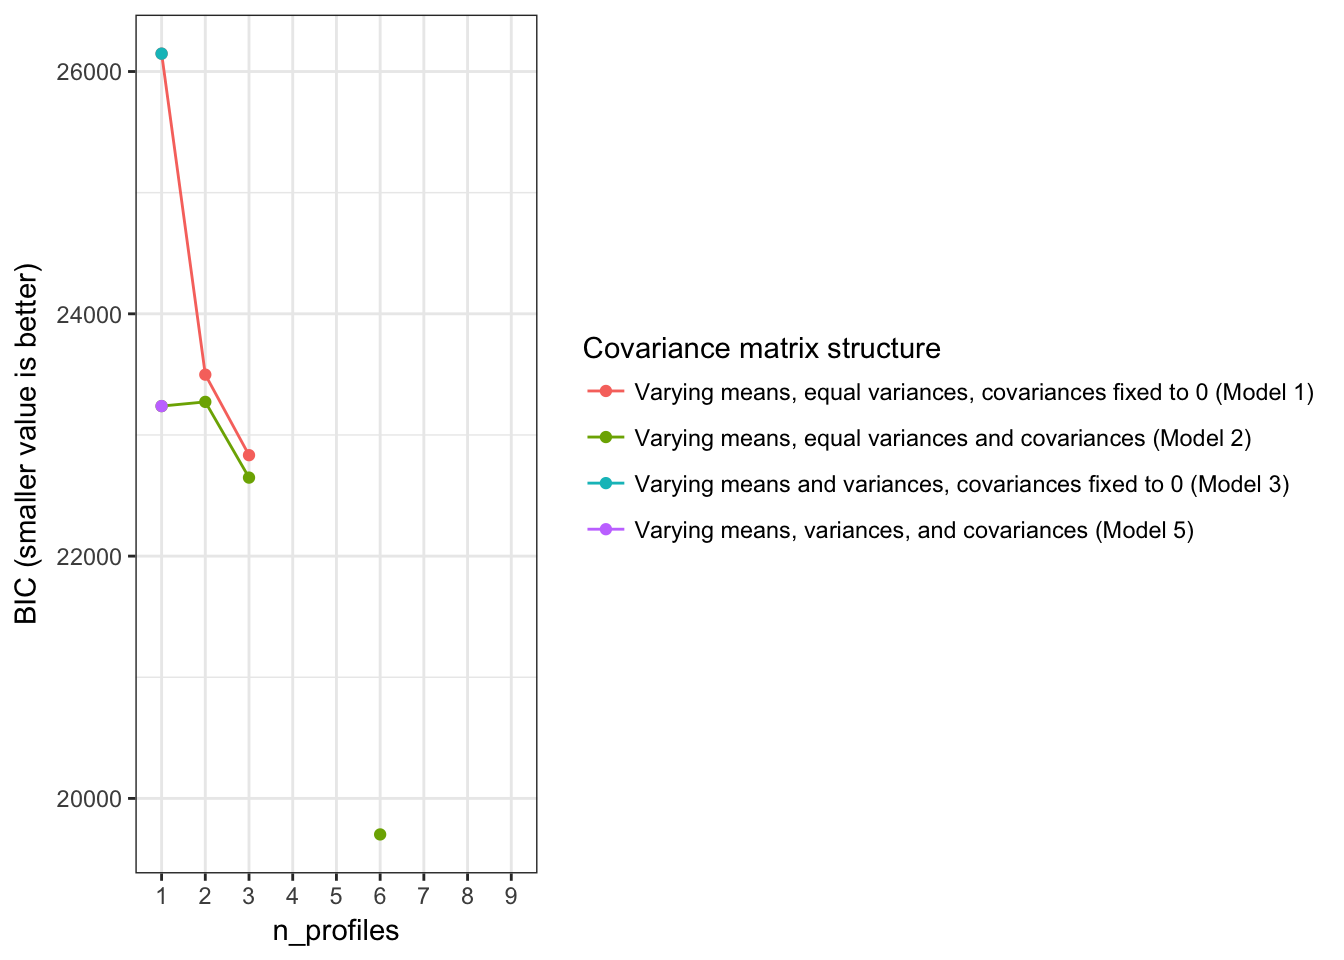 BIC (smaller value is better)
26000
24000
22000
20000
1 2 3 4 5 6 7 8 9
n_profiles
Covariance matrix structure
Varying means, equal variances, covariances fixed to 0 (Model 1)
Varying means, equal variances and covariances (Model 2)
Varying means and variances, covariances fixed to 0 (Model 3)
Varying means, variances, and covariances (Model 5)